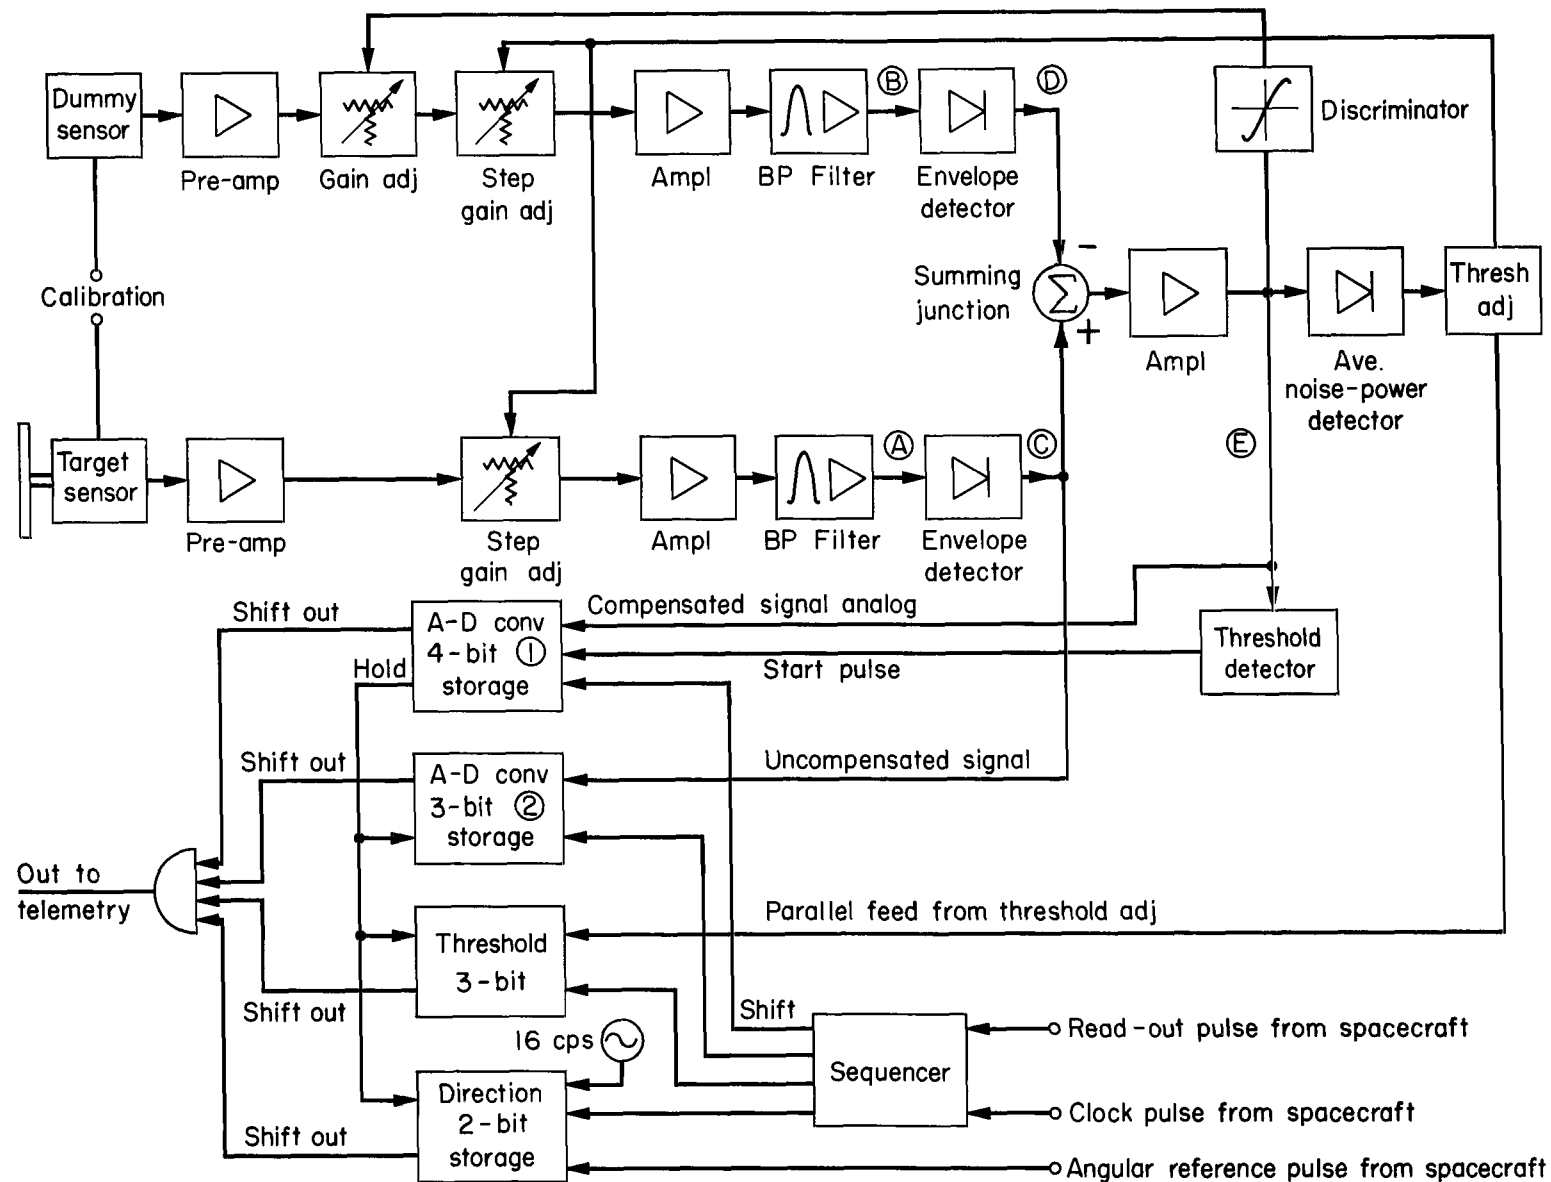 Dummy
sensor
Pre-amp
Gain adj
Step
gain adj
Ampl
BP Filter
B
Envelope
detector
D
Discriminator
Calibration
Summing
junction
Σ
-
+
Ampl
Ave.
noise-power
detector
Thresh
adj
Target
sensor
Pre-amp
Step
gain adj
Ampl
BP Filter
A
Envelope
detector
C
E
Shift out
A-D conv
4-bit 1
storage
Hold
Compensated signal analog
Start pulse
Threshold
detector
Shift out
A-D conv
3-bit 2
storage
Uncompensated signal
Out to
telemetry
Threshold
3-bit
Parallel feed from threshold adj
Shift out
16 cps
Shift
Sequencer
Read-out pulse from spacecraft
Direction
2-bit
storage
Clock pulse from spacecraft
Shift out
Angular reference pulse from spacecraft